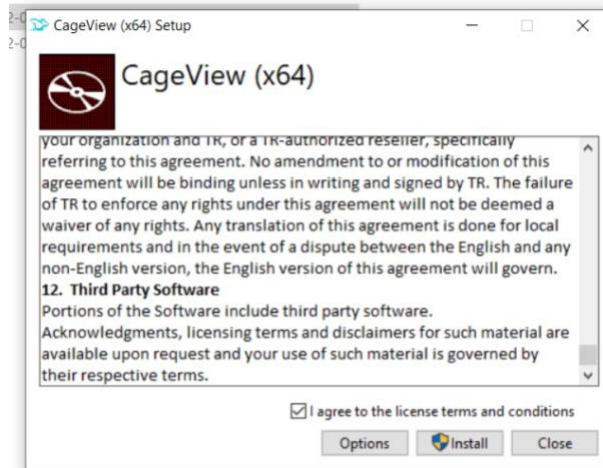 CageView (x64) Setup
CageView (x64)
your organization and TR, or a TR-authorized reseller, specifically
referring to this agreement. No amendment to or modification of this
agreement will be binding unless in writing and signed by TR. The failure
of TR to enforce any rights under this agreement will not be deemed a
waiver of any rights. Any translation of this agreement is done for local
requirements and in the event of a dispute between the English and any
non-English version, the English version of this agreement will govern.
12. Third Party Software
Portions of the Software include third party software.
Acknowledgments, licensing terms and disclaimers for such material are
available upon request and your use of such material is governed by
their respective terms.
I agree to the license terms and conditions
Options Install Close